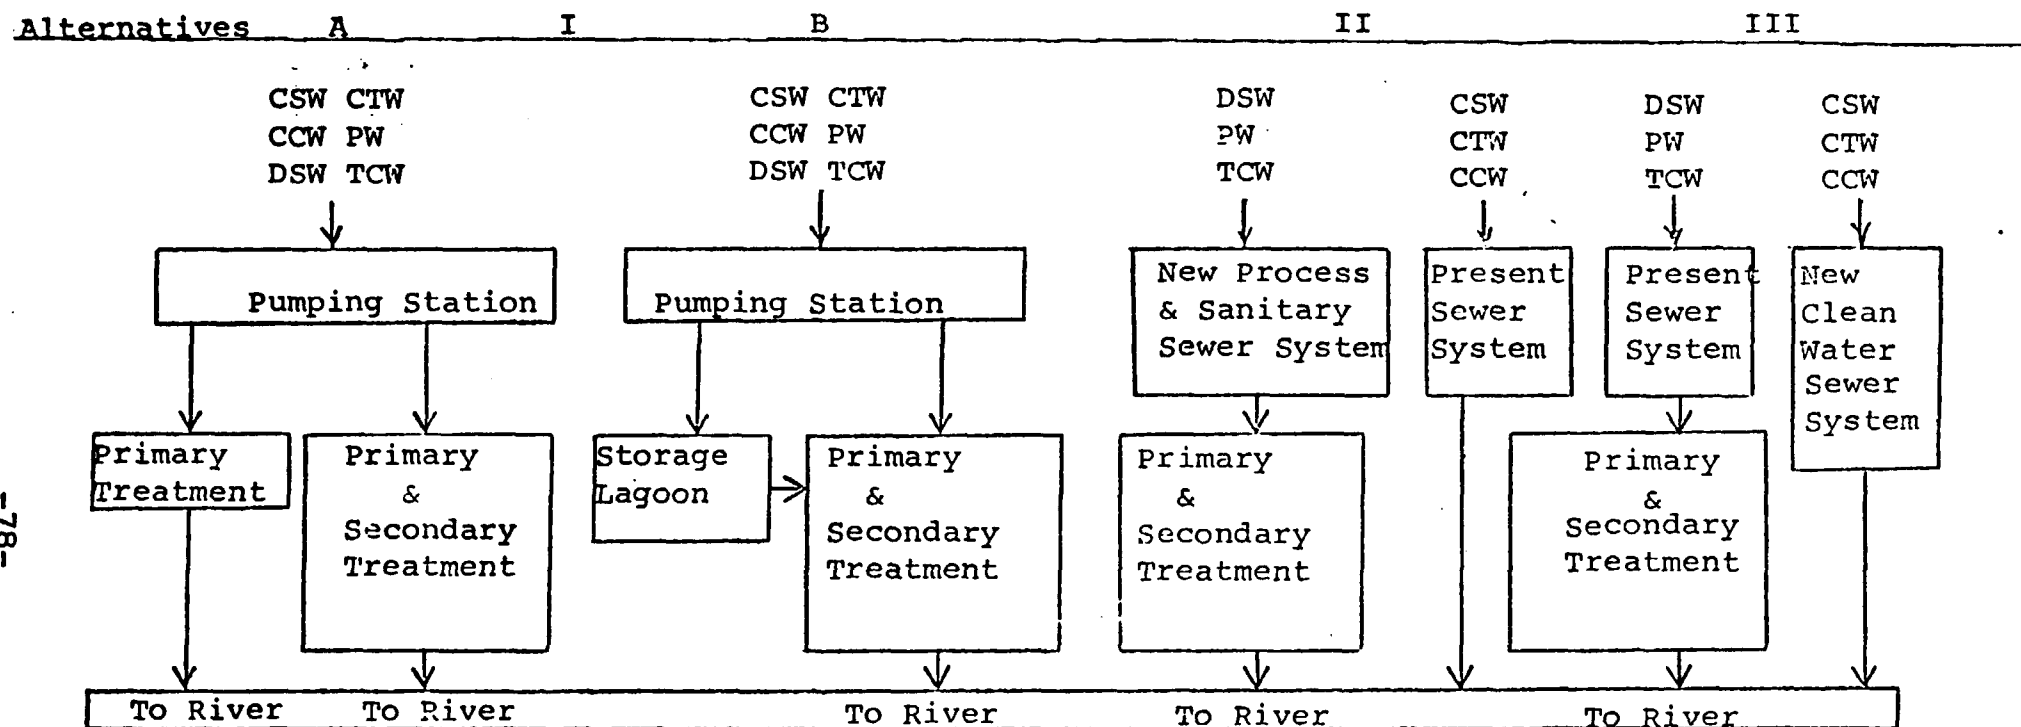 Alternatives A I B II III
CSW CTW
CCW PW
DSW TCW
CSW CTW
CCW PW
DSW TCW
DSW
PW
TCW
CSW
CTW
CCW
DSW
PW
TCW
CSW
CTW
CCW
Pumping Station
Pumping Station
New Process
& Sanitary
Sewer System
Present
Sewer
System
Present
Sewer
System
New
Clean
Water
Sewer
System
Primary
Treatment
Primary
&
Secondary
Treatment
Storage
Lagoon
Primary
&
Secondary
Treatment
Primary
&
Secondary
Treatment
Primary
&
Secondary
Treatment
To River To River To River To River To River
-78-